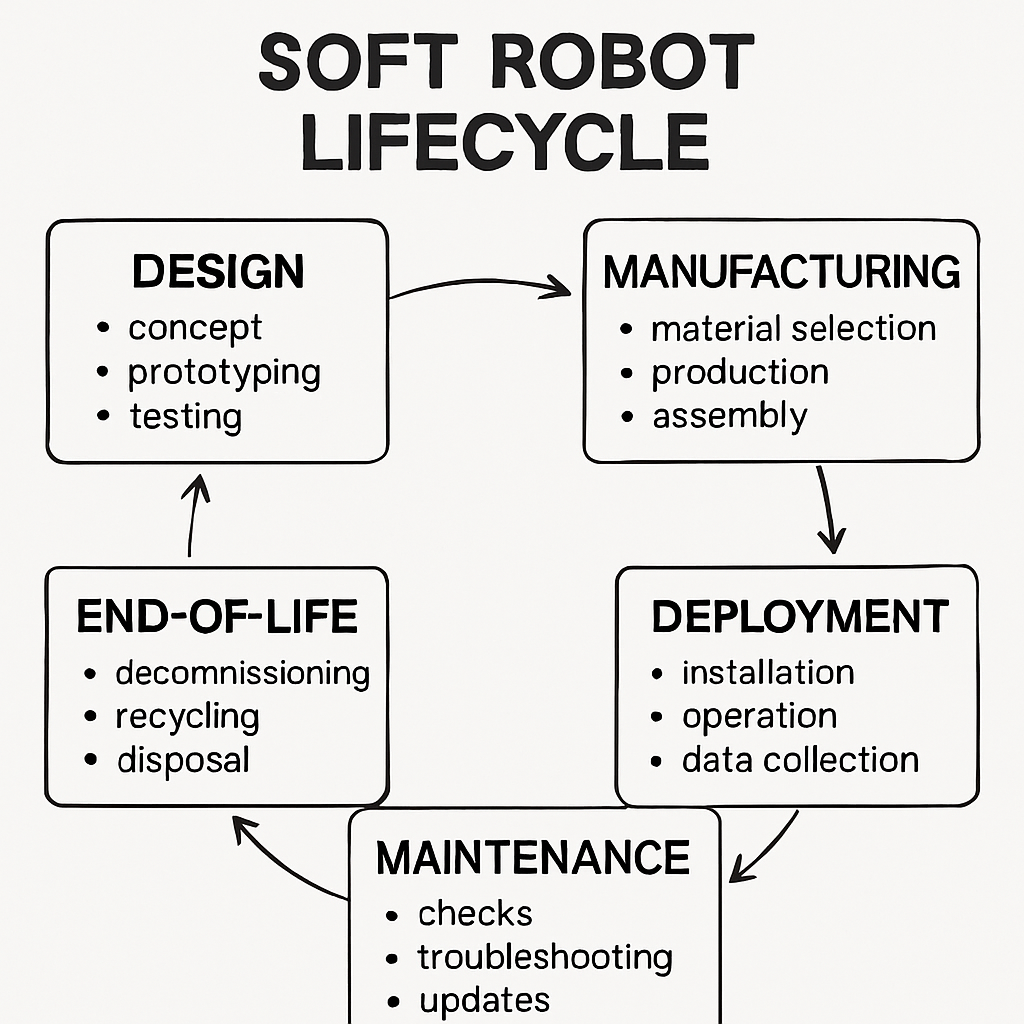 SOFT ROBOT
LIFECYCLE
DESIGN
• concept
• prototyping
• testing
MANUFACTURING
• material selection
• production
• assembly
DEPLOYMENT
• installation
• operation
• data collection
MAINTENANCE
• checks
• troubleshooting
• updates
END-OF-LIFE
• decomnissioning
• recycling
• disposal